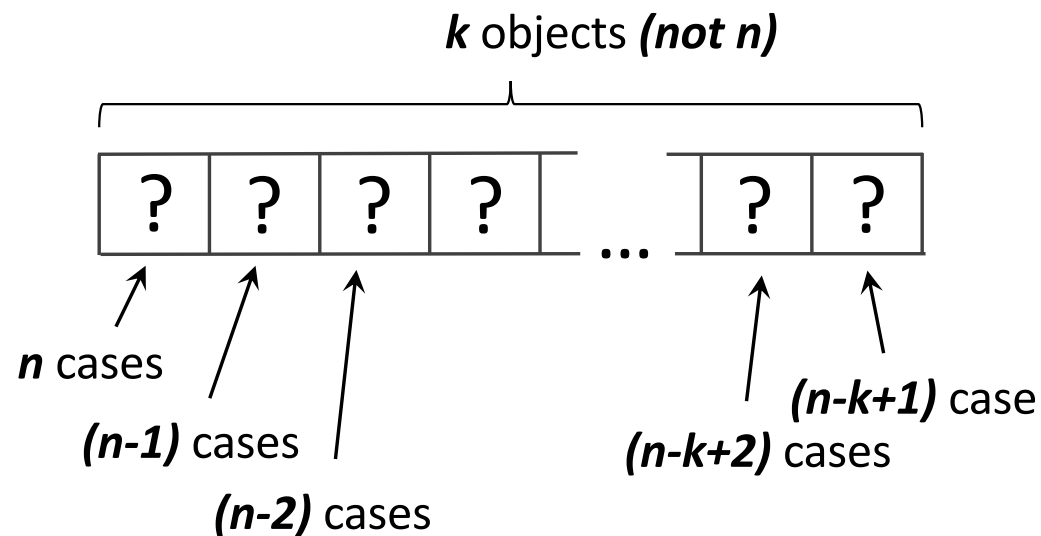 k objects (not n)
? ? ? ? ... ? ?
n cases
(n-1) cases
(n-2) cases
(n-k+1) case
(n-k+2) cases